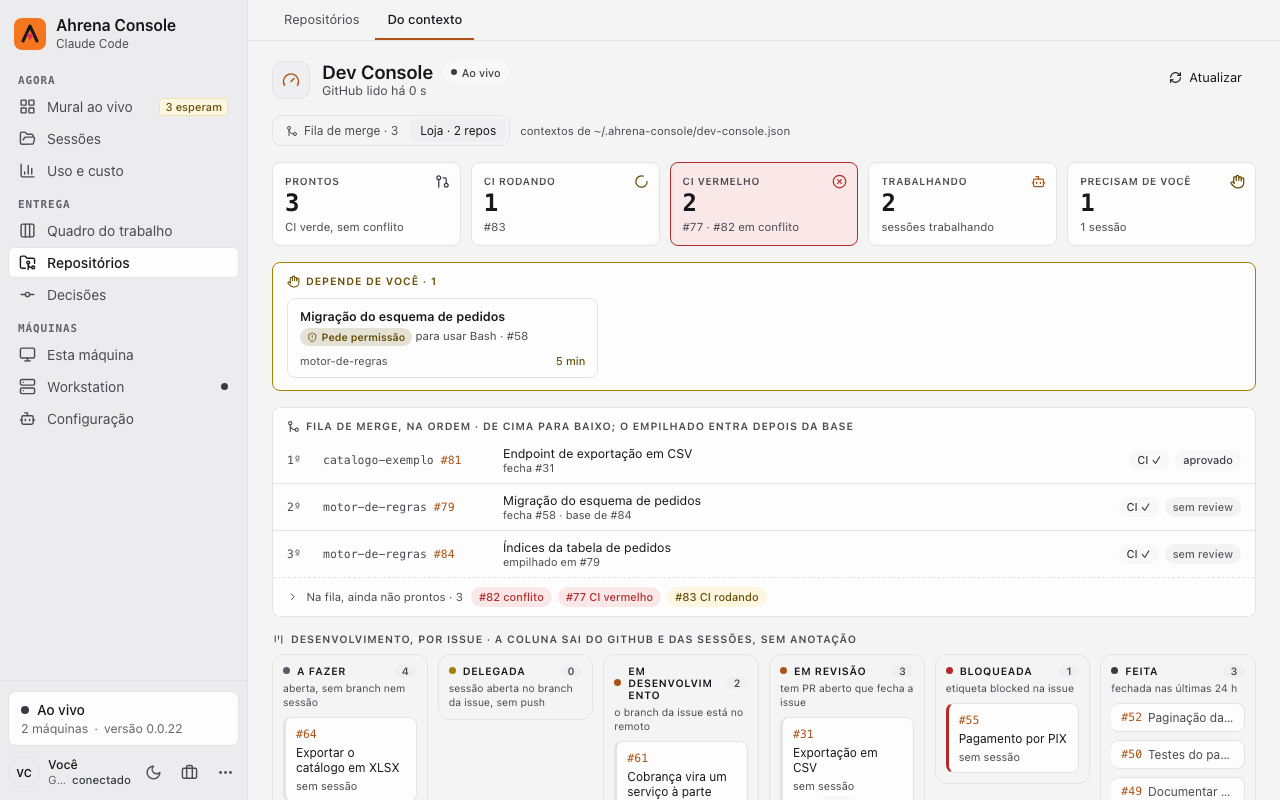 Ahrena Console
Claude Code
AGORA
Mural ao vivo
3 esperam
Sessões
Uso e custo
ENTREGA
Quadro do trabalho
Repositórios
Decisões
MÁQUINAS
Esta máquina
Workstation
Configuração
Ao vivo
2 máquinas · versão 0.0.22
VC
Você
G... conectado
Repositórios
Do contexto
Dev Console
Ao vivo
GitHub lido há 0 s
Atualizar
Fila de merge · 3
Loja · 2 repos
contextos de ~/.ahrena-console/dev-console.json
PRONTOS
3
CI verde, sem conflito
CI RODANDO
1
#83
CI VERMELHO
2
#77 · #82 em conflito
TRABALHANDO
2
sessões trabalhando
PRECISAM DE VOCÊ
1
1 sessão
DEPENDE DE VOCÊ · 1
Migração do esquema de pedidos
Pede permissão para usar Bash · #58
motor-de-regras
5 min
FILA DE MERGE, NA ORDEM · DE CIMA PARA BAIXO; O EMPILHADO ENTRA DEPOIS DA BASE
1º catalogo-exemplo #81
Endpoint de exportação em CSV
fecha #31
CI ✓ aprovado
2º motor-de-regras #79
Migração do esquema de pedidos
fecha #58 · base de #84
CI ✓ sem review
3º motor-de-regras #84
Índices da tabela de pedidos
empilhado em #79
CI ✓ sem review
Na fila, ainda não prontos · 3 #82 conflito #77 CI vermelho #83 CI rodando
DESENVOLVIMENTO, POR ISSUE · A COLUNA SAI DO GITHUB E DAS SESSÕES, SEM ANOTAÇÃO
A FAZER 4
aberta, sem branch nem
sessão
#64
Exportar o
catálogo em XLSX
sem sessão
DELEGADA 0
sessão aberta no branch
da issue, sem push
EM
DESENVOLVIM
ENTO
2
o branch da issue está no
remoto
#61
Cobrança vira um
serviço à parte
EM REVISÃO 3
tem PR aberto que fecha a
issue
#31
Exportação em
CSV
sem sessão
BLOQUEADA 1
etiqueta blocked na issue
#55
Pagamento por PIX
sem sessão
FEITA 3
fechada nas últimas 24 h
#52 Paginação da...
#50 Testes do pa...
#49 Documentar ...